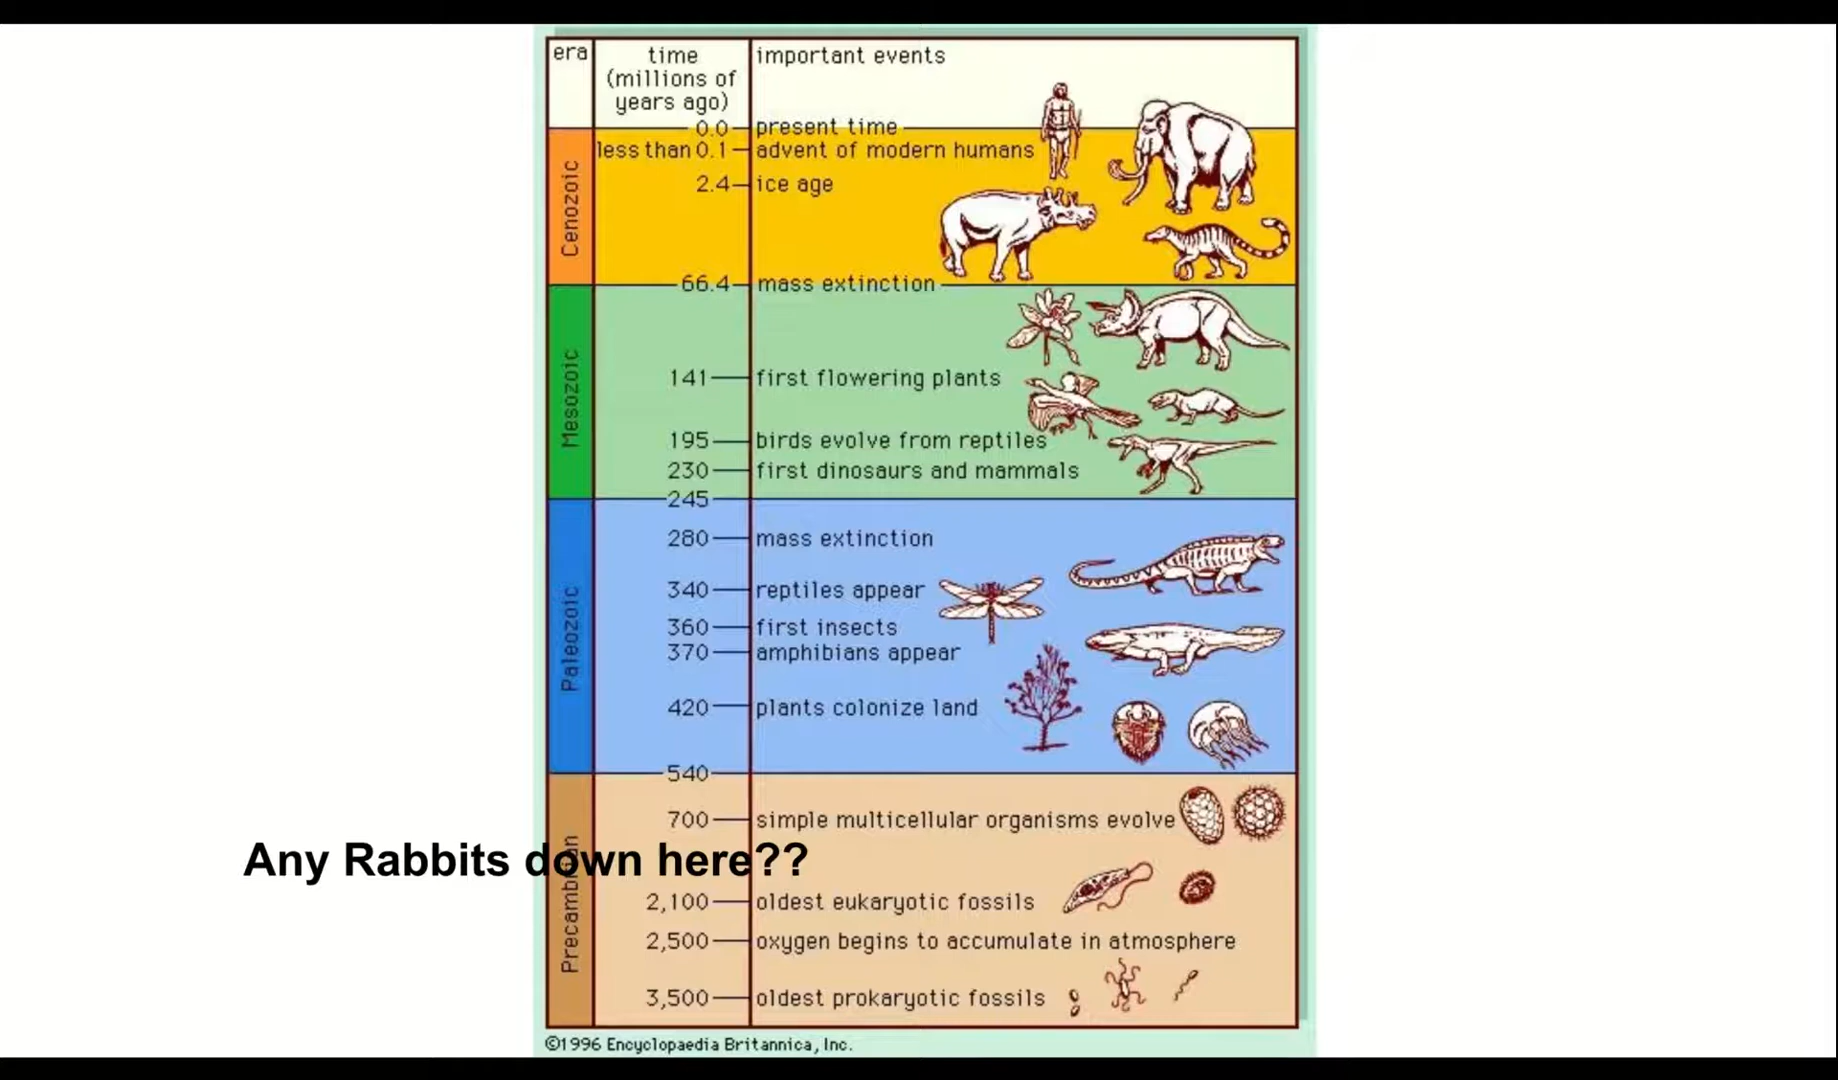 era
time
(millions of
years ago)
important events
0.0 present time
less than 0.1 advent of modern humans
2.4 ice age
Cenozoic
66.4 mass extinction
141 first flowering plants
Mesozoic
195 birds evolve from reptiles
230 first dinosaurs and mammals
245
280 mass extinction
340 reptiles appear
360 first insects
Paleozoic
370 amphibians appear
420 plants colonize land
540
700 simple multicellular organisms evolve
Any Rabbits down here??
Precambrian
2,100 oldest eukaryotic fossils
2,500 oxygen begins to accumulate in atmosphere
3,500 oldest prokaryotic fossils
©1996 Encyclopaedia Britannica, Inc.